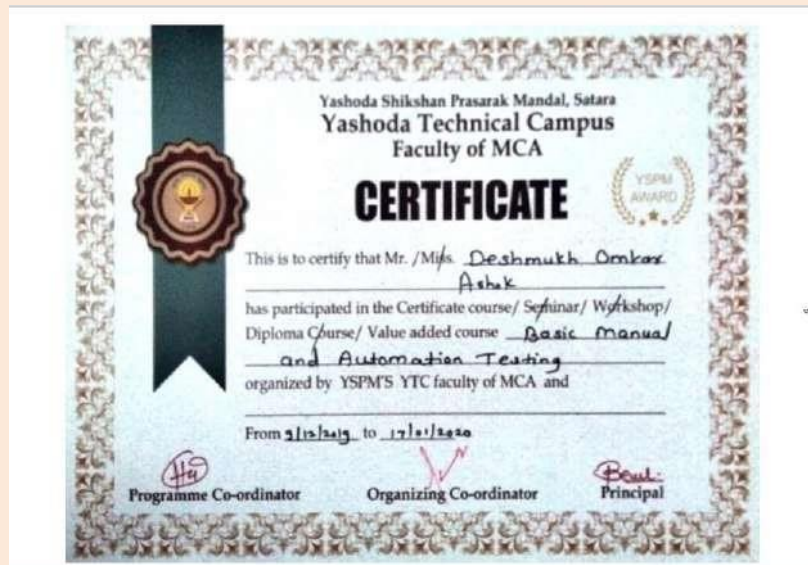 Yashoda Shikshan Prasarak Mandal, Satara
Yashoda Technical Campus
Faculty of MCA
CERTIFICATE
YSPM
AWARD
This is to certify that Mr. /Miss. Deshmukh Omkar
Ashok
has participated in the Certificate course/ Seminar/ Workshop/
Diploma Course/ Value added course Basic Manual
and Automation Testing
organized by YSPM'S YTC faculty of MCA and
From 9/12/2019 to 17/01/2020
Programme Co-ordinator Organizing Co-ordinator Principal